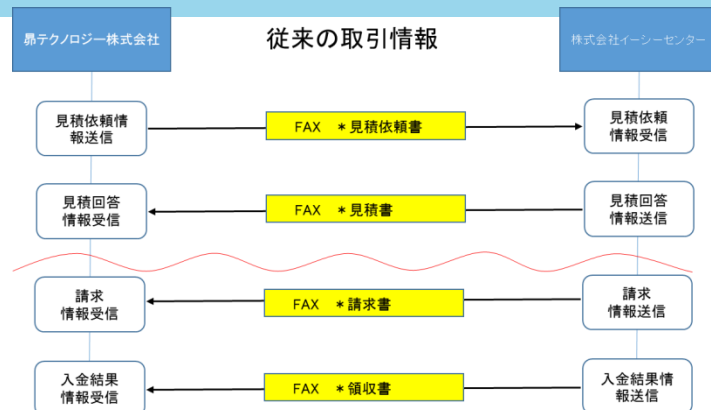 昴テクノロジー株式会社
従来の取引情報
株式会社イーシーセンター
見積依頼情
報送信
FAX *見積依頼書
見積依頼
情報受信
見積回答
情報受信
FAX *見積書
見積回答
情報送信
請求
情報受信
FAX *請求書
請求
情報送信
入金結果
情報受信
FAX *領収書
入金結果情
報送信